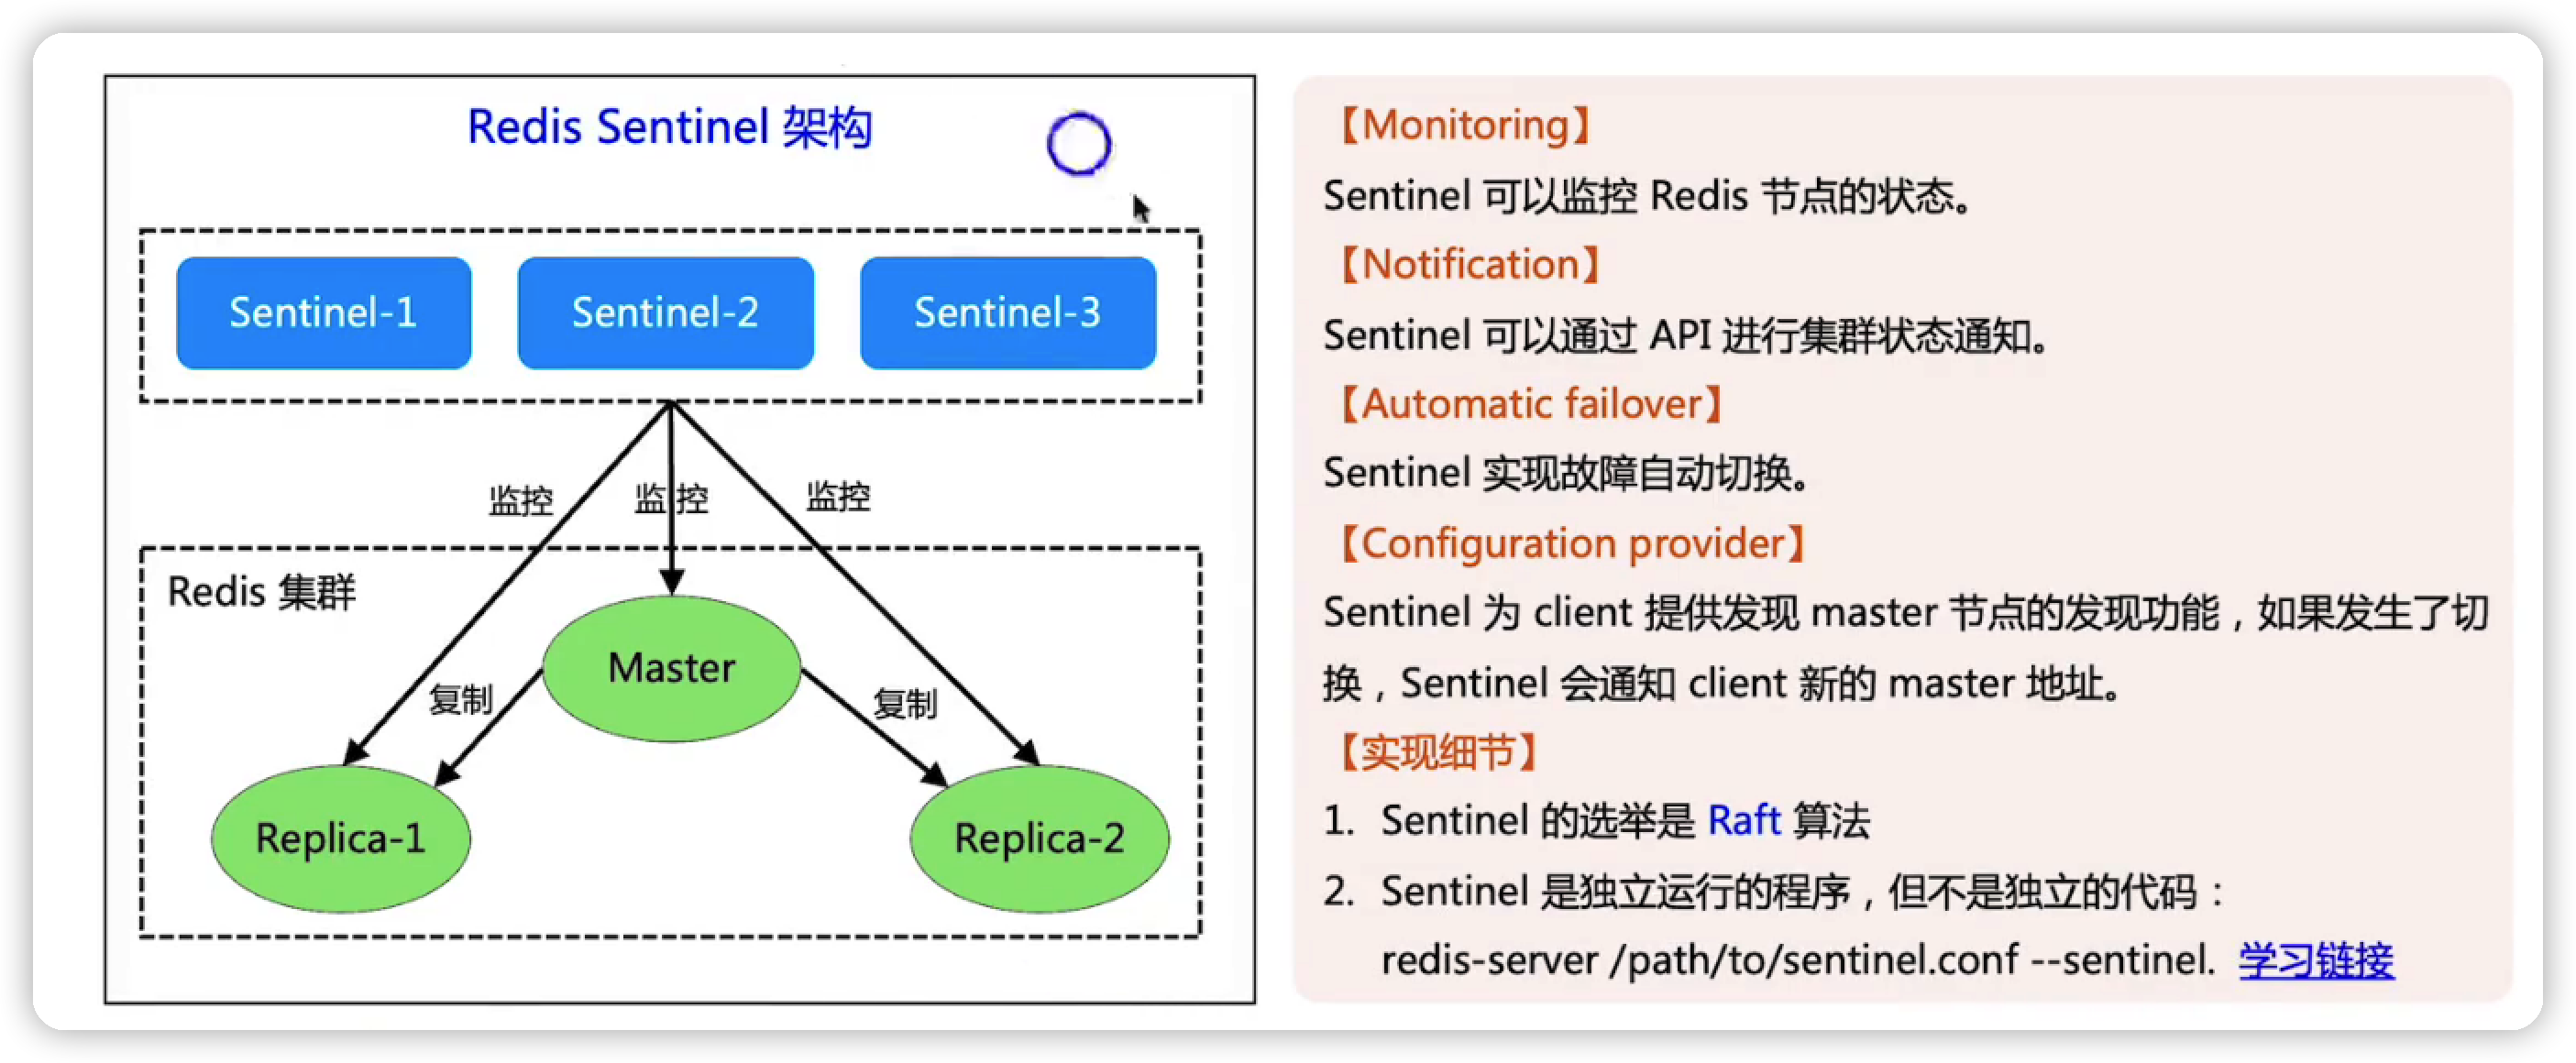 Redis Sentinel 架构
Sentinel-1
Sentinel-2
Sentinel-3
监控
监控
监控
Redis 集群
Master
复制
复制
Replica-1
Replica-2
【Monitoring】
Sentinel 可以监控 Redis 节点的状态。
【Notification】
Sentinel 可以通过 API 进行集群状态通知。
【Automatic failover】
Sentinel 实现故障自动切换。
【Configuration provider】
Sentinel 为 client 提供发现 master 节点的发现功能，如果发生了切
换，Sentinel 会通知 client 新的 master 地址。
【实现细节】
1. Sentinel 的选举是 Raft 算法
2. Sentinel 是独立运行的程序，但不是独立的代码：
redis-server /path/to/sentinel.conf --sentinel. 学习链接